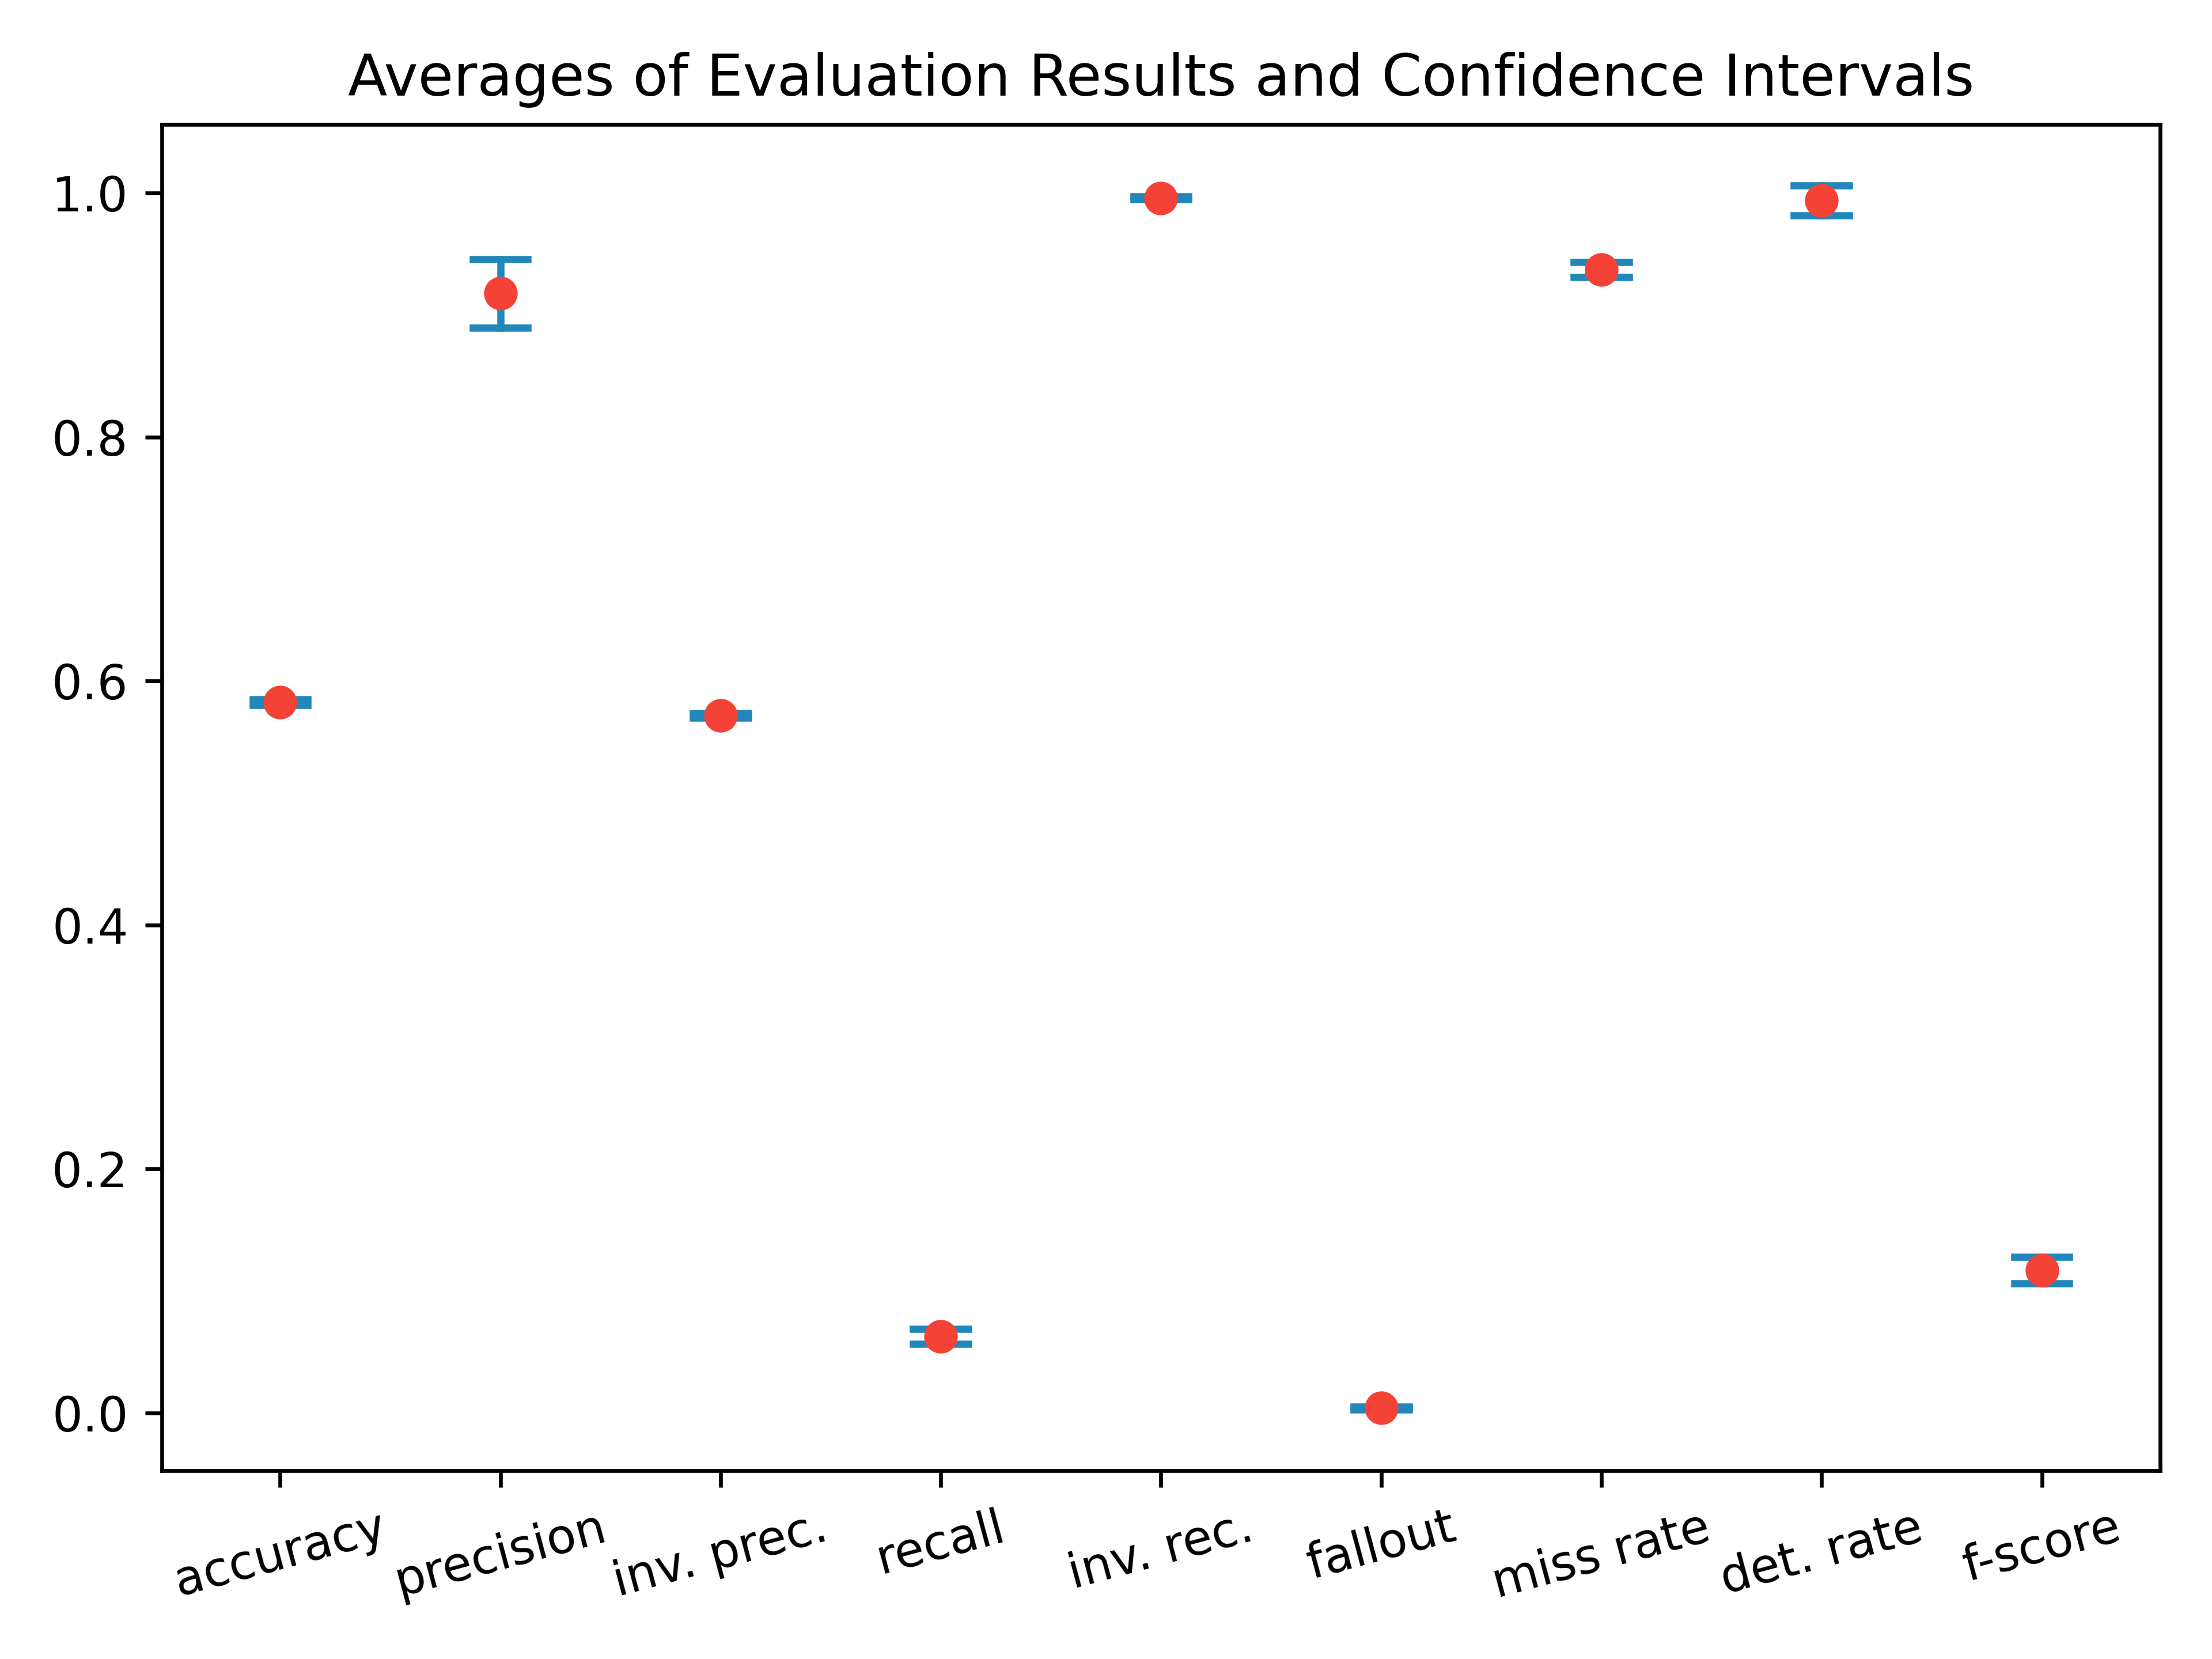 Averages of Evaluation Results and Confidence Intervals
1.0
0.8
0.6
0.4
0.2
0.0
accuracy
precision
inv. prec.
recall
inv. rec.
fallout
miss rate
det. rate
f-score